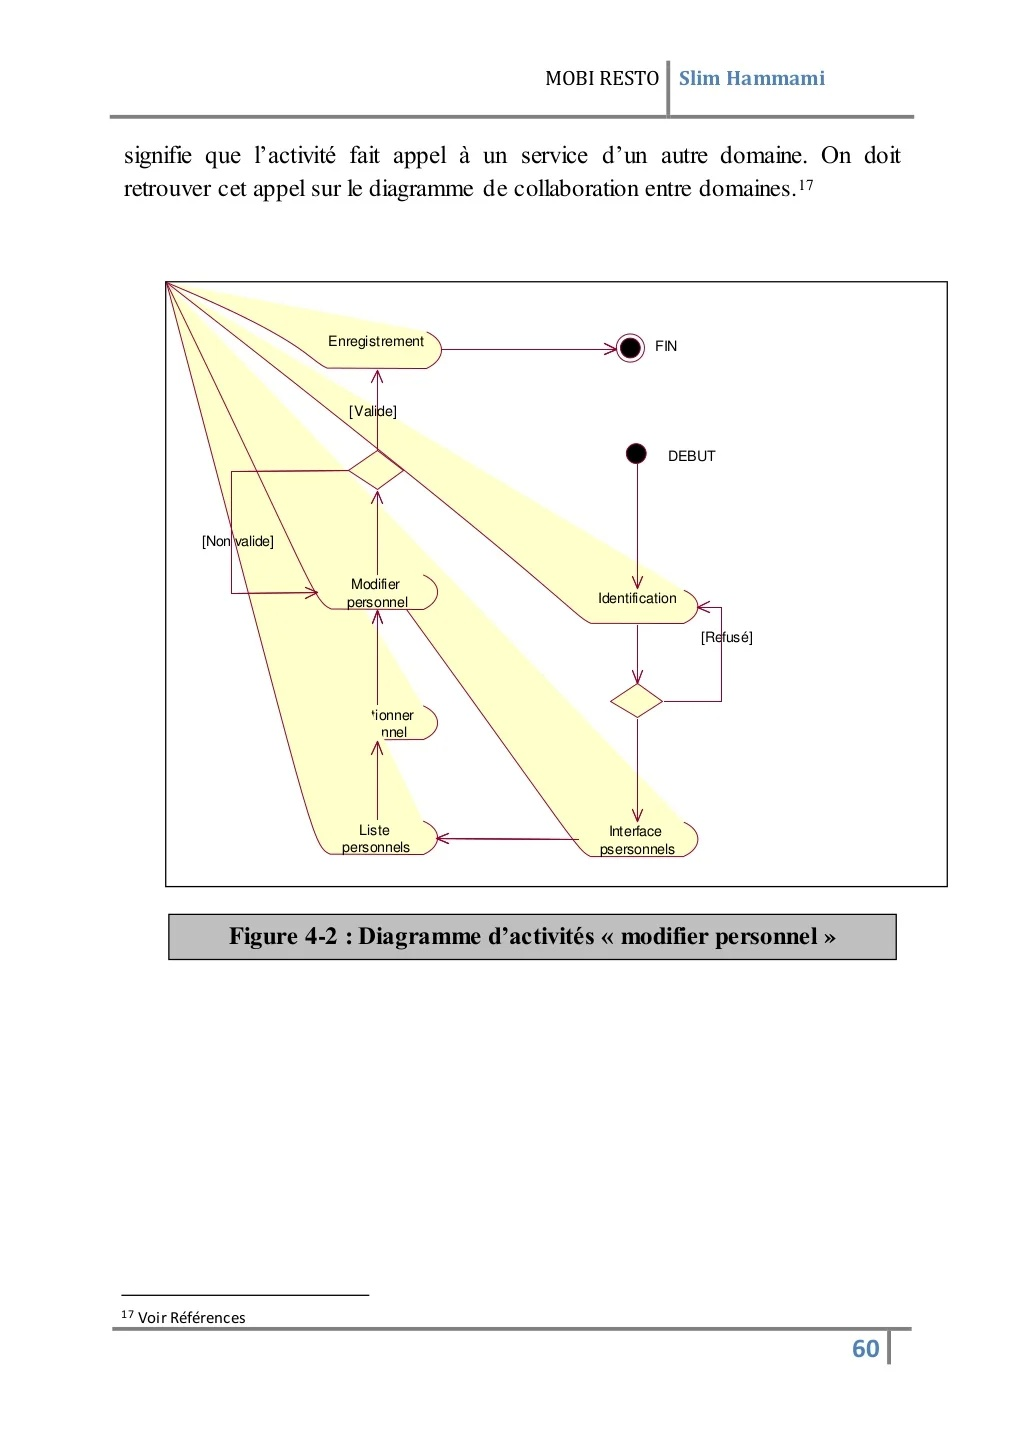 MOBI RESTO Slim Hammami
signifie que l’activité fait appel à un service d’un autre domaine. On doit
retrouver cet appel sur le diagramme de collaboration entre domaines.17
Enregistrement
FIN
[Valide]
DEBUT
[Non valide]
Modifier
personnel
Identification
[Refusé]
Liste
personnels
Interface
psersonnels
Figure 4-2 : Diagramme d’activités « modifier personnel »
17 Voir Références
60